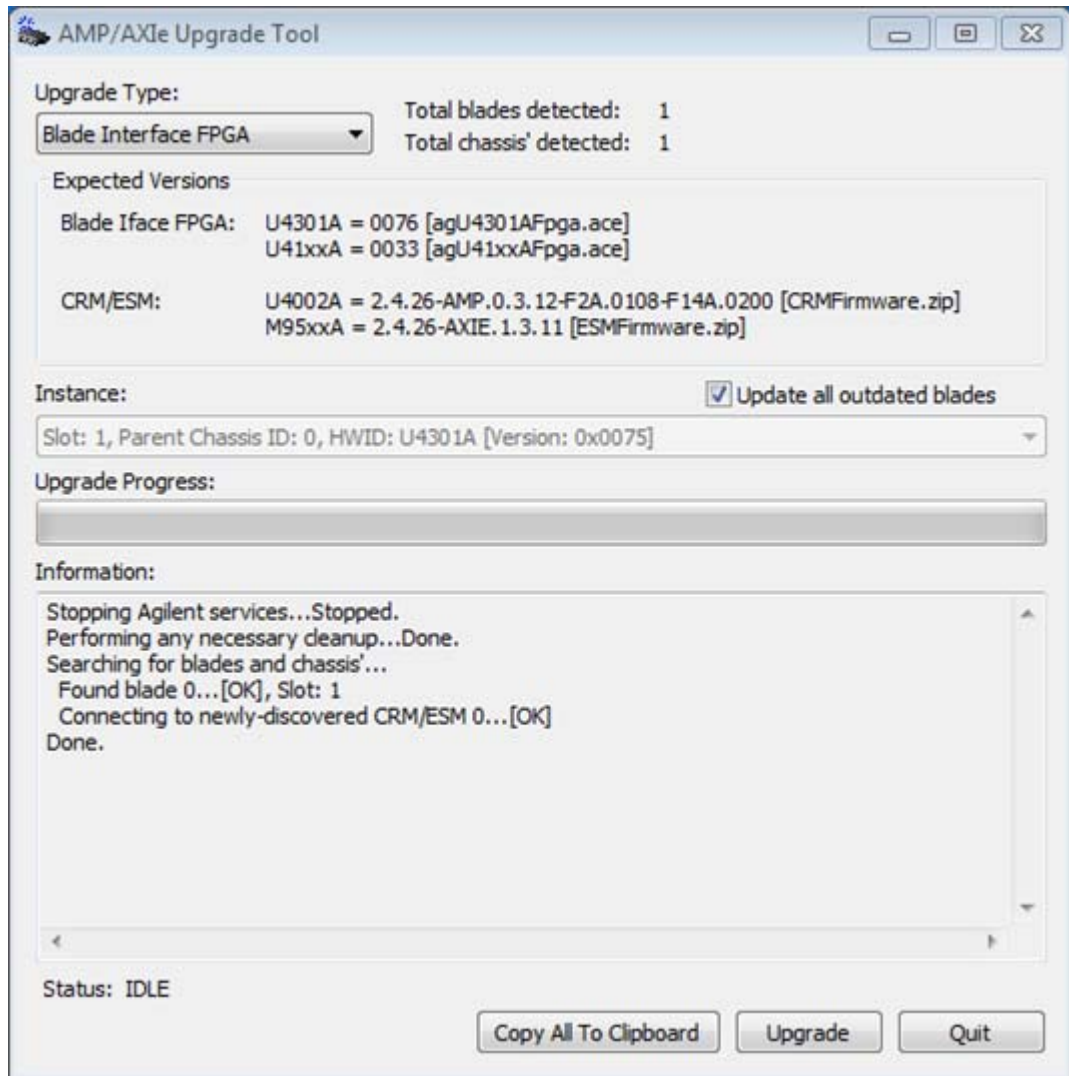 AMP/AXIe Upgrade Tool
Upgrade Type:
Blade Interface FPGA
Total blades detected: 1
Total chassis' detected: 1
Expected Versions
Blade Iface FPGA: U4301A = 0076 [agU4301AFpga.ace]
U41xxA = 0033 [agU41xxAFpga.ace]
CRM/ESM: U4002A = 2.4.26-AMP.0.3.12-F2A.0108-F14A.0200 [CRMFirmware.zip]
M95xxA = 2.4.26-AXIE.1.3.11 [ESMFirmware.zip]
Instance:
Update all outdated blades
Slot: 1, Parent Chassis ID: 0, HWID: U4301A [Version: 0x0075]
Upgrade Progress:
Information:
Stopping Agilent services...Stopped.
Performing any necessary cleanup...Done.
Searching for blades and chassis'...
Found blade 0...[OK], Slot: 1
Connecting to newly-discovered CRM/ESM 0...[OK]
Done.
Status: IDLE
Copy All To Clipboard
Upgrade
Quit